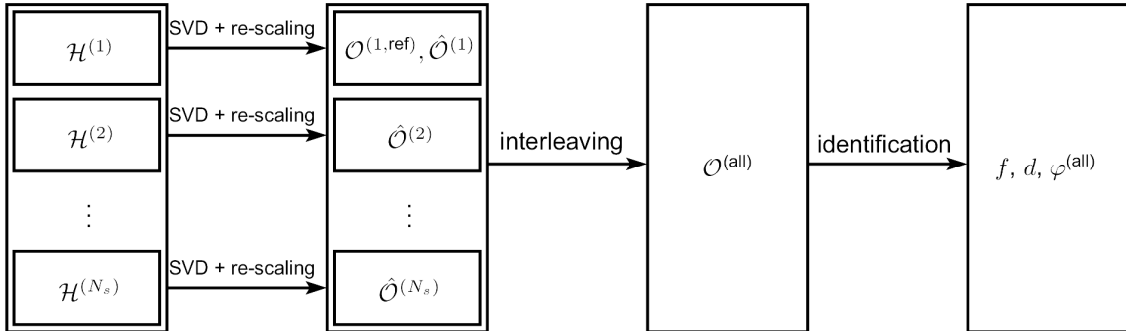 SVD + re-scaling
ℋ⁽¹⁾
𝒪⁽¹,ʳᵉᶠ⁾, 𝒪̂⁽¹⁾
SVD + re-scaling
ℋ⁽²⁾
𝒪̂⁽²⁾
interleaving
identification
𝒪⁽ᵃˡˡ⁾
f, d, φ⁽ᵃˡˡ⁾
⋮
⋮
SVD + re-scaling
ℋ^(N_s)
𝒪̂^(N_s)